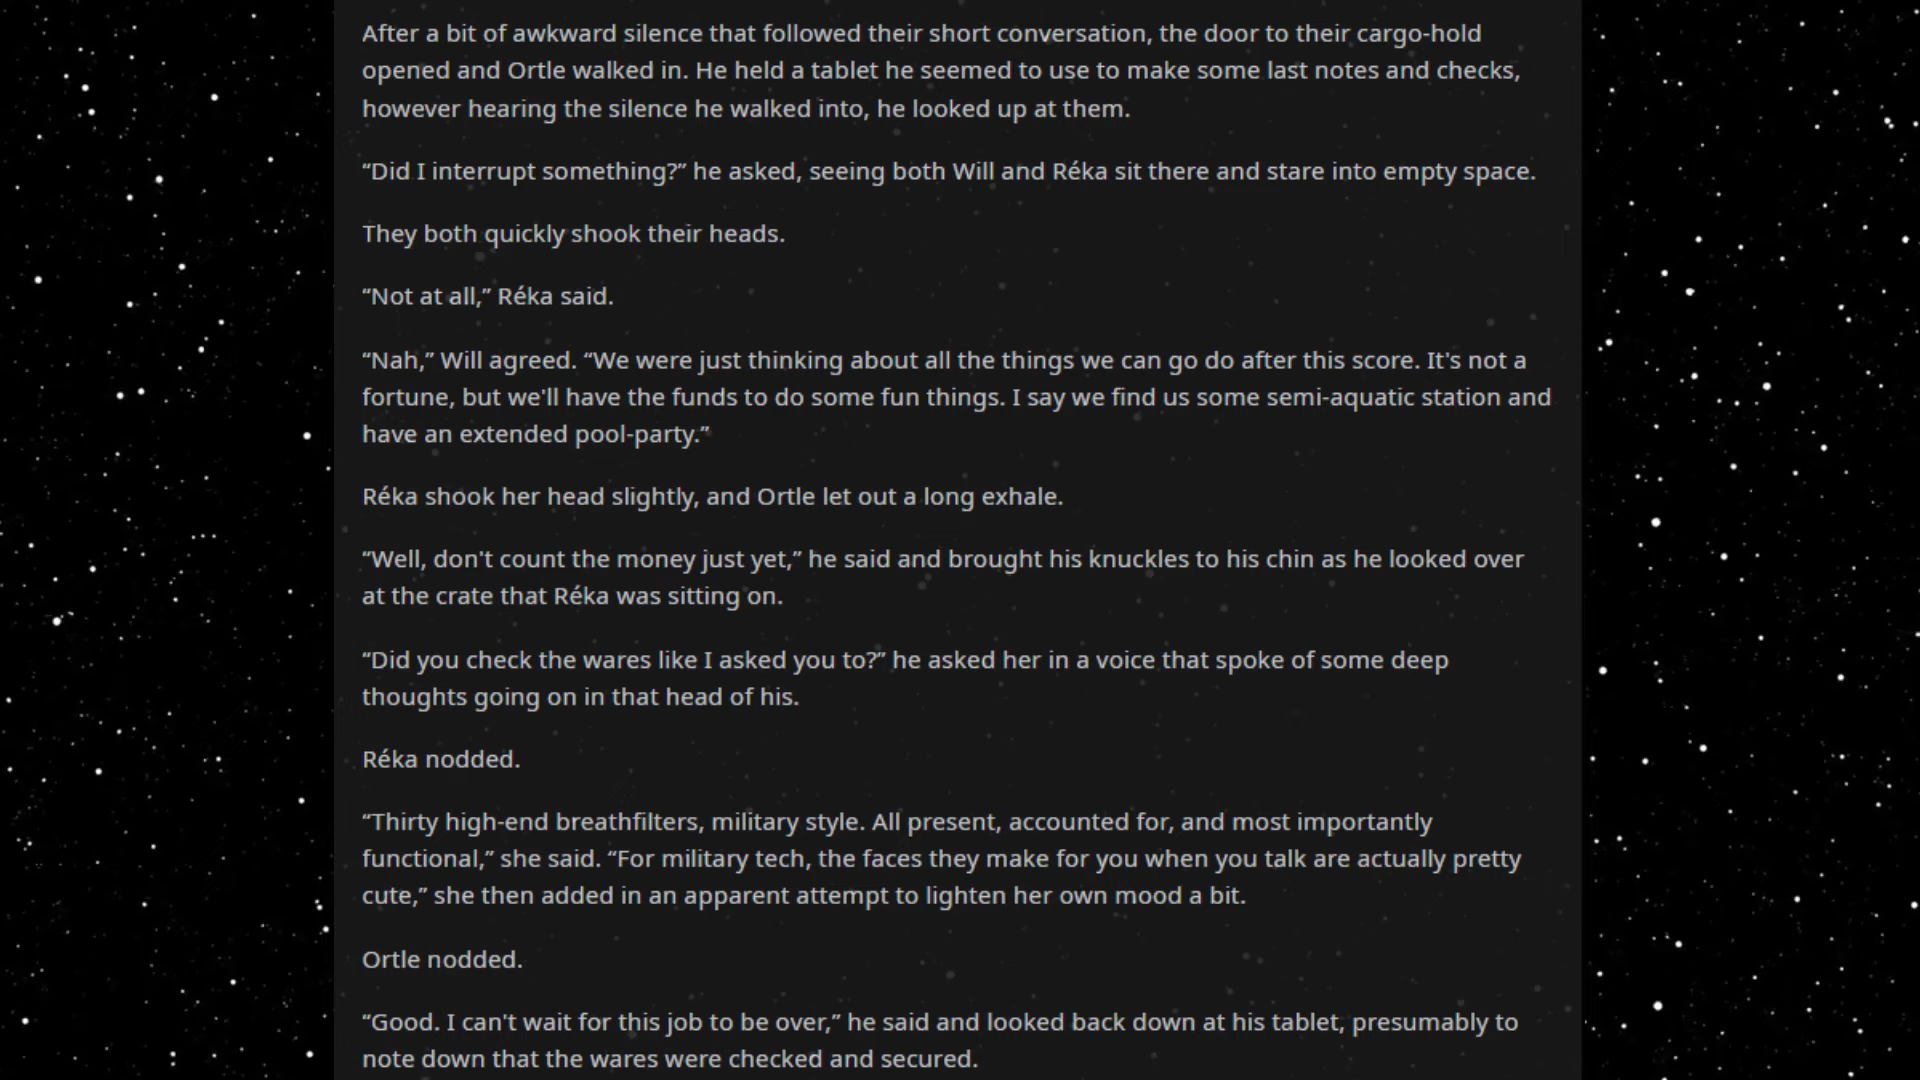 After a bit of awkward silence that followed their short conversation, the door to their cargo-hold
opened and Ortle walked in. He held a tablet he seemed to use to make some last notes and checks,
however hearing the silence he walked into, he looked up at them.
“Did I interrupt something?” he asked, seeing both Will and Réka sit there and stare into empty space.
They both quickly shook their heads.
“Not at all,” Réka said.
“Nah,” Will agreed. “We were just thinking about all the things we can go do after this score. It's not a
fortune, but we'll have the funds to do some fun things. I say we find us some semi-aquatic station and
have an extended pool-party.”
Réka shook her head slightly, and Ortle let out a long exhale.
“Well, don't count the money just yet,” he said and brought his knuckles to his chin as he looked over
at the crate that Réka was sitting on.
“Did you check the wares like I asked you to?” he asked her in a voice that spoke of some deep
thoughts going on in that head of his.
Réka nodded.
“Thirty high-end breathfilters, military style. All present, accounted for, and most importantly
functional,” she said. “For military tech, the faces they make for you when you talk are actually pretty
cute,” she then added in an apparent attempt to lighten her own mood a bit.
Ortle nodded.
“Good. I can't wait for this job to be over,” he said and looked back down at his tablet, presumably to
note down that the wares were checked and secured.